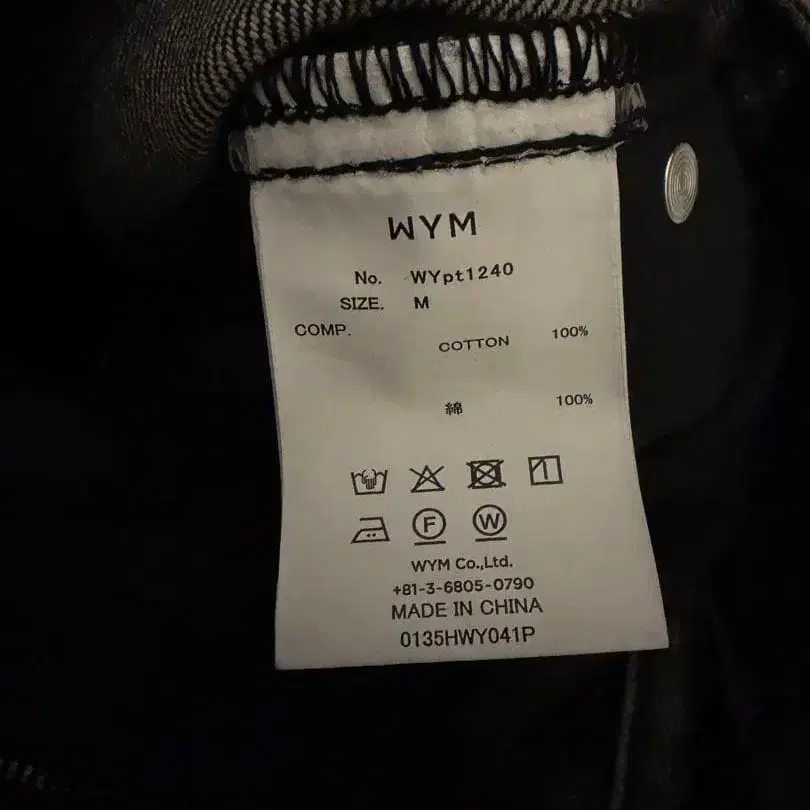 WYM
No. WYpt1240
SIZE. M
COMP.
COTTON 100%
綿 100%
F W
WYM Co.,Ltd.
+81-3-6805-0790
MADE IN CHINA
0135HWY041P